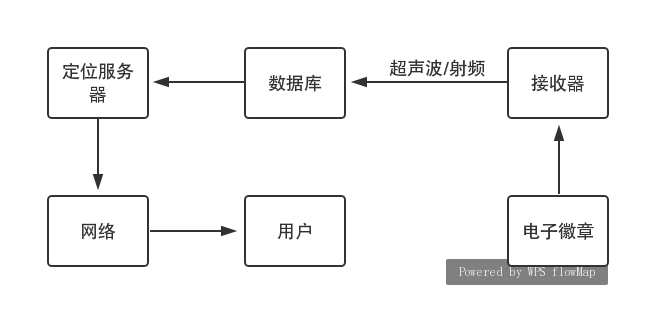 定位服务
器
数据库
超声波/射频
接收器
网络
用户
电子徽章
Powered by WPS flowMap